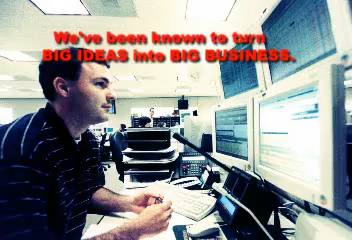 We've been known to turn
BIG IDEAS into BIG BUSINESS.